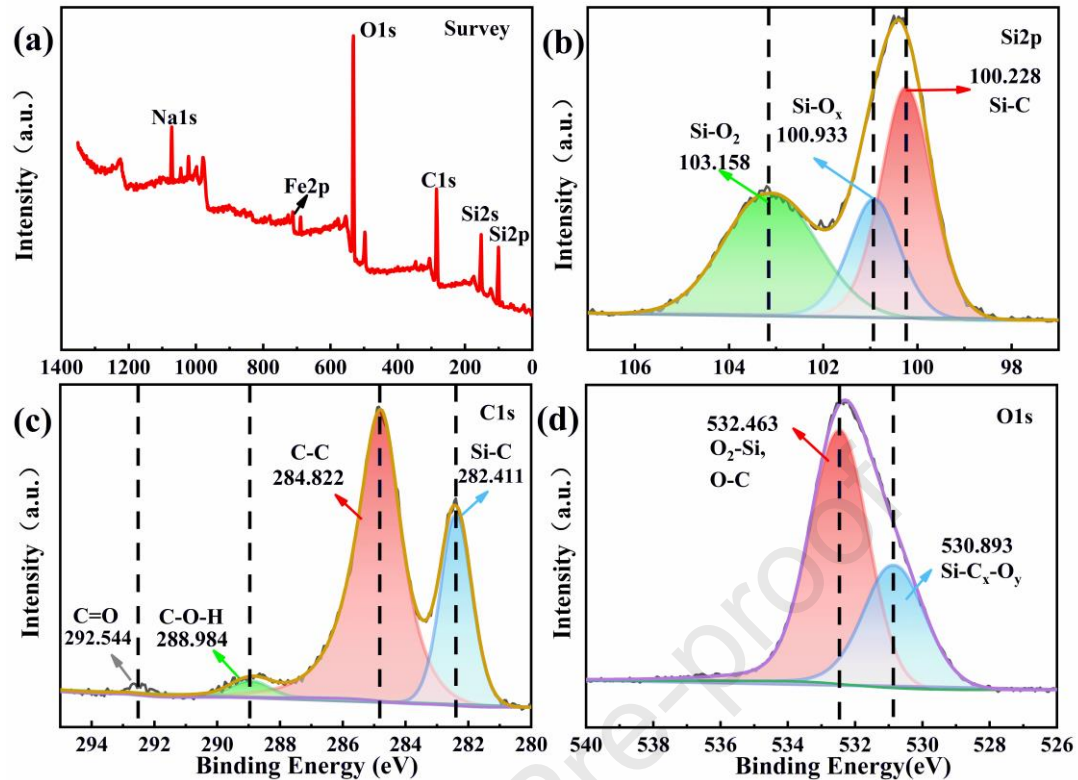 (a)
Survey
O1s
Na1s
Fe2p
C1s
Si2s
Si2p
Intensity (a.u.)
1400 1200 1000 800 600 400 200 0
(b)
Si2p
100.228
Si-C
Si-Oₓ
100.933
Si-O₂
103.158
Intensity (a.u.)
106 104 102 100 98
(c)
C1s
C-C
284.822
Si-C
282.411
C=O
292.544
C-O-H
288.984
Intensity (a.u.)
294 292 290 288 286 284 282 280
Binding Energy (eV)
(d)
O1s
532.463
O₂-Si,
O-C
530.893
Si-Cₓ-Oᵧ
Intensity (a.u.)
540 538 536 534 532 530 528 526
Binding Energy(eV)
re-proof